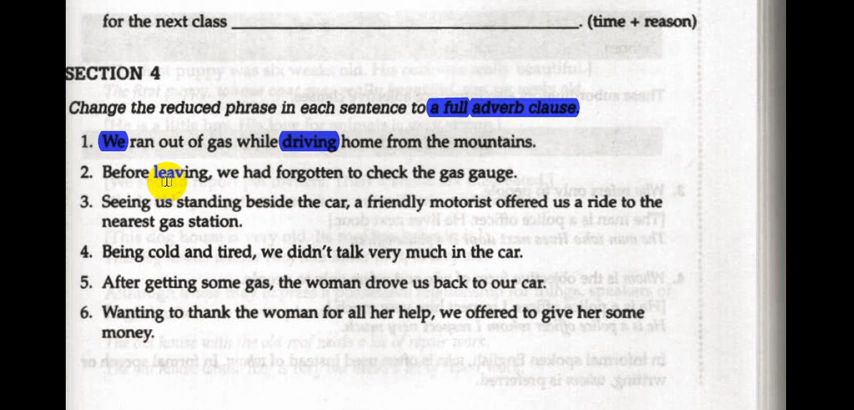 for the next class ______________________________. (time + reason)
SECTION 4
Change the reduced phrase in each sentence to a full adverb clause.
1. We ran out of gas while driving home from the mountains.
2. Before leaving, we had forgotten to check the gas gauge.
3. Seeing us standing beside the car, a friendly motorist offered us a ride to the
nearest gas station.
4. Being cold and tired, we didn't talk very much in the car.
5. After getting some gas, the woman drove us back to our car.
6. Wanting to thank the woman for all her help, we offered to give her some
money.